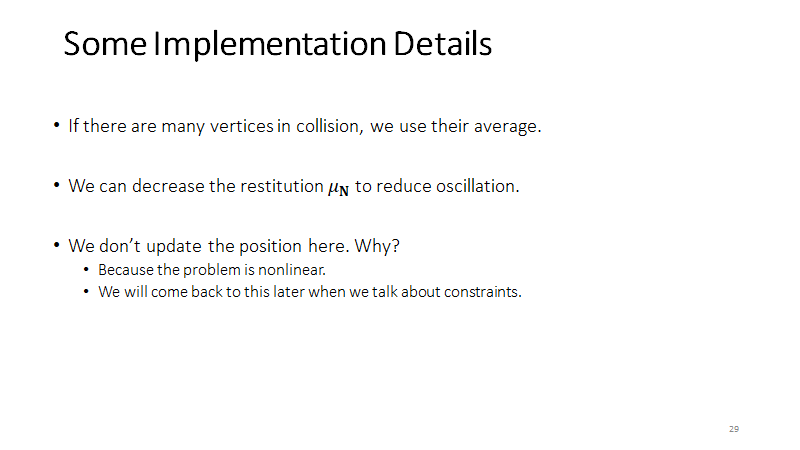 Some Implementation Details
• If there are many vertices in collision, we use their average.
• We can decrease the restitution μN to reduce oscillation.
• We don’t update the position here. Why?
• Because the problem is nonlinear.
• We will come back to this later when we talk about constraints.
29